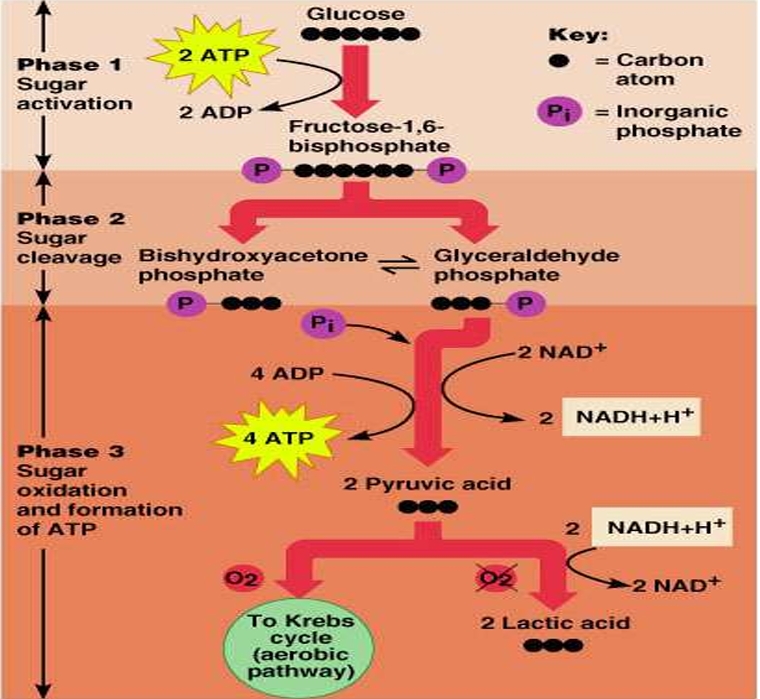 Glucose
2 ATP
2 ADP
Phase 1
Sugar
activation
Key:
= Carbon
atom
Pi
= Inorganic
phosphate
Fructose-1,6-
bisphosphate
P
P
Phase 2
Sugar
cleavage
Bishydroxyacetone
phosphate
Glyceraldehyde
phosphate
P
P
Pi
2 NAD+
4 ADP
2 NADH+H+
4 ATP
Phase 3
Sugar
oxidation
and formation
of ATP
2 Pyruvic acid
2 NADH+H+
O2
O2
2 NAD+
To Krebs
cycle
(aerobic
pathway)
2 Lactic acid